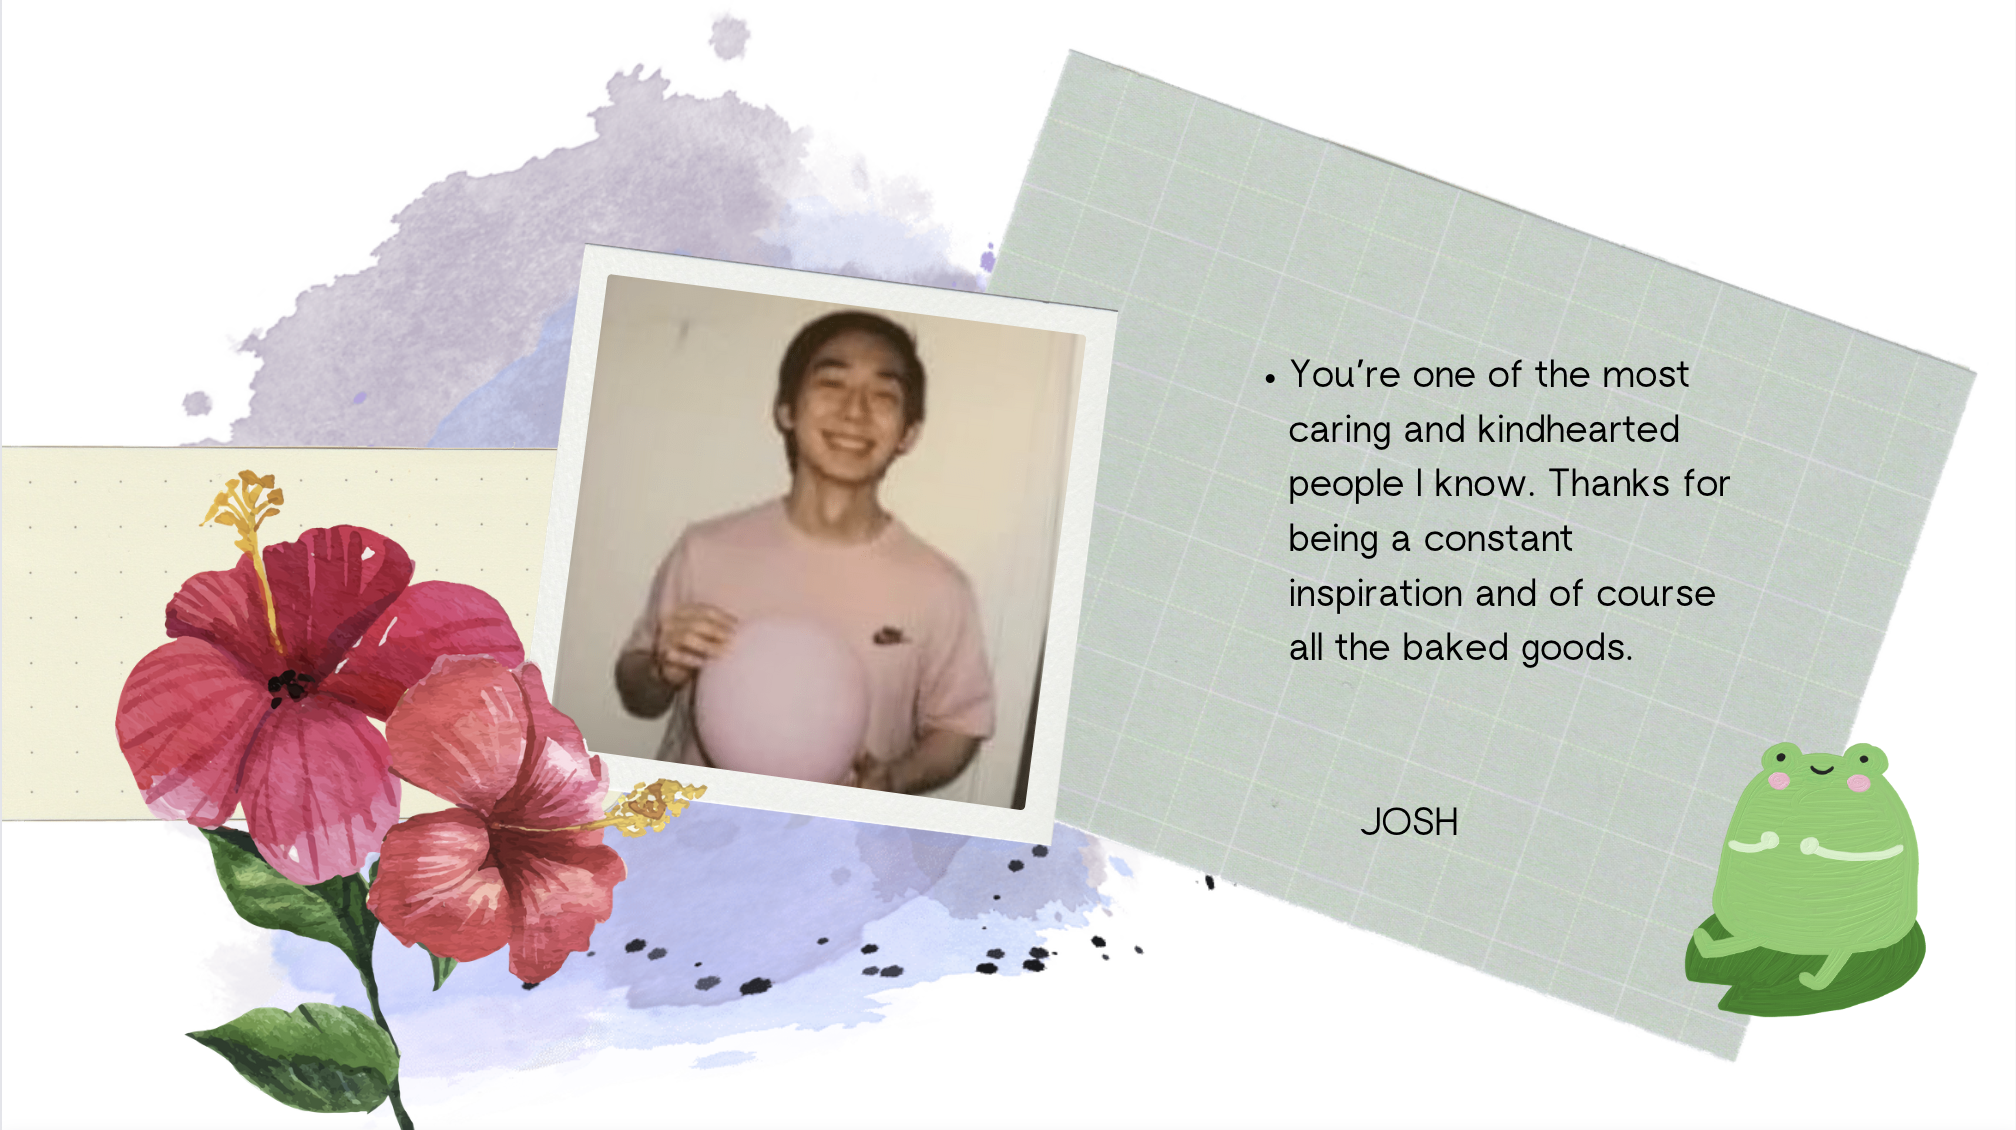 • You’re one of the most
caring and kindhearted
people I know. Thanks for
being a constant
inspiration and of course
all the baked goods.
JOSH